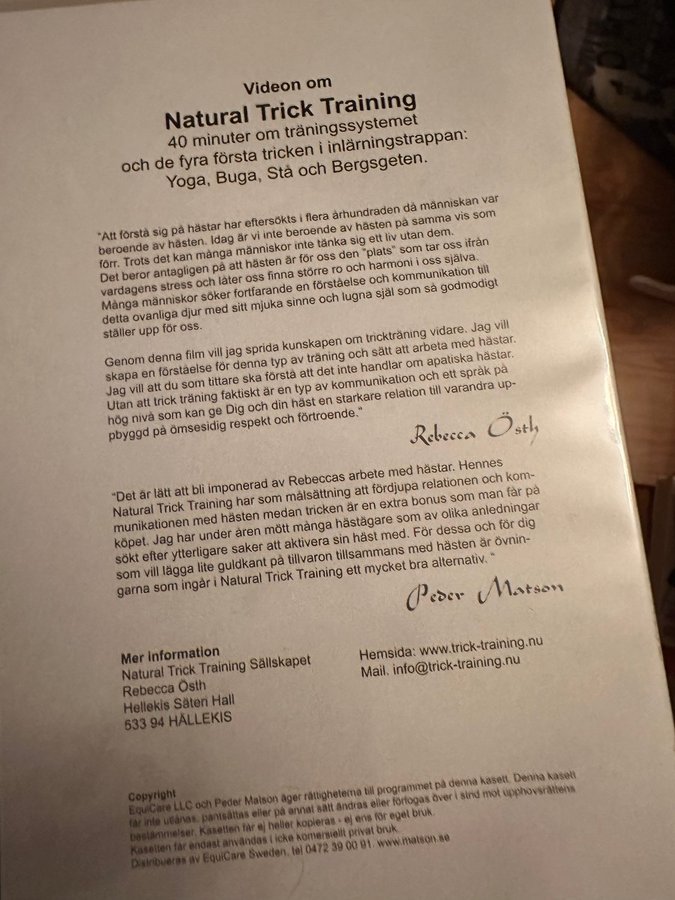 Videon om
Natural Trick Training
40 minuter om träningssystemet
och de fyra första tricken i inlärningstrappan:
Yoga, Buga, Stå och Bergsgeten.
"Att förstå sig på hästar har eftersökts i flera århundraden då människan var
beroende av hästen. Idag är vi inte beroende av hästen på samma vis som
förr. Trots det kan många människor inte tänka sig ett liv utan dem.
Det beror antagligen på att hästen är för oss den "plats" som tar oss ifrån
vardagens stress och låter oss finna större ro och harmoni i oss själva.
Många människor söker fortfarande en förståelse och kommunikation till
detta ovanliga djur med sitt mjuka sinne och lugna själ som så godmodigt
ställer upp för oss.
Genom denna film vill jag sprida kunskapen om trickträning vidare. Jag vill
skapa en förståelse för denna typ av träning och sätt att arbeta med hästar.
Jag vill att du som tittare ska förstå att det inte handlar om apatiska hästar.
Utan att trick träning faktiskt är en typ av kommunikation och ett språk på
hög nivå som kan ge Dig och din häst en starkare relation till varandra up-
pbyggd på ömsesidig respekt och förtroende."
Rebecca Östh
"Det är lätt att bli imponerad av Rebeccas arbete med hästar. Hennes
Natural Trick Training har som målsättning att fördjupa relationen och kom-
munikationen med hästen medan tricken är en extra bonus som man får på
köpet. Jag har under åren mött många hästägare som av olika anledningar
sökt efter ytterligare saker att aktivera sin häst med. För dessa och för dig
som vill lägga lite guldkant på tillvaron tillsammans med hästen är övnin-
garna som ingår i Natural Trick Training ett mycket bra alternativ. "
Peder Matson
Mer information
Natural Trick Training Sällskapet
Rebecca Östh
Hellekis Säteri Hall
533 94 HÄLLEKIS
Hemsida: www.trick-training.nu
Mail. info@trick-training.nu
Copyright
EquiCare LLC och Peder Matson äger rättigheterna till programmet på denna kasett. Denna kasett
får inte utlånas, pantsättas eller på annat sätt ändras eller förfogas över i strid mot upphovsrättens
bestämmelser. Kasetten får ej heller kopieras - ej ens för eget bruk.
Kasetten får endast användas i icke komersiellt privat bruk.
Distribueras av EquiCare Sweden. tel 0472 39 00 91. www.matson.se